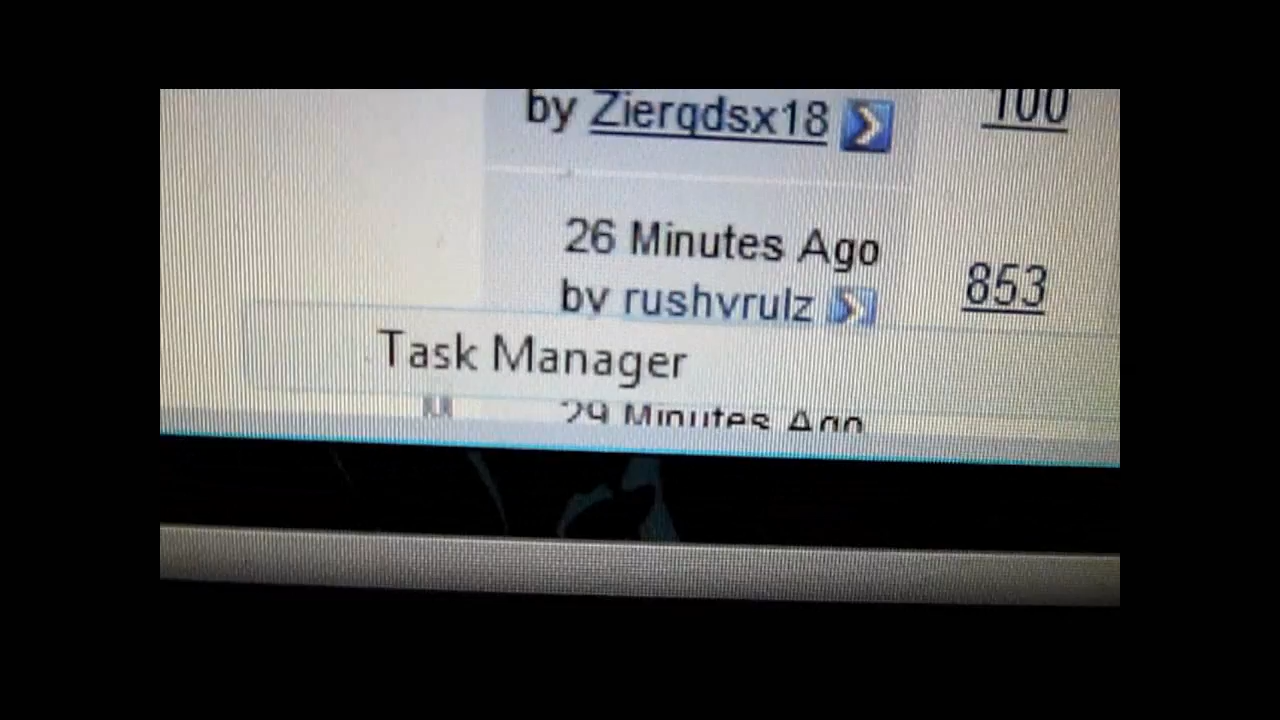 by Zierqdsx18
100
26 Minutes Ago
853
by rushyrulz
Task Manager
29 Minutes Ago